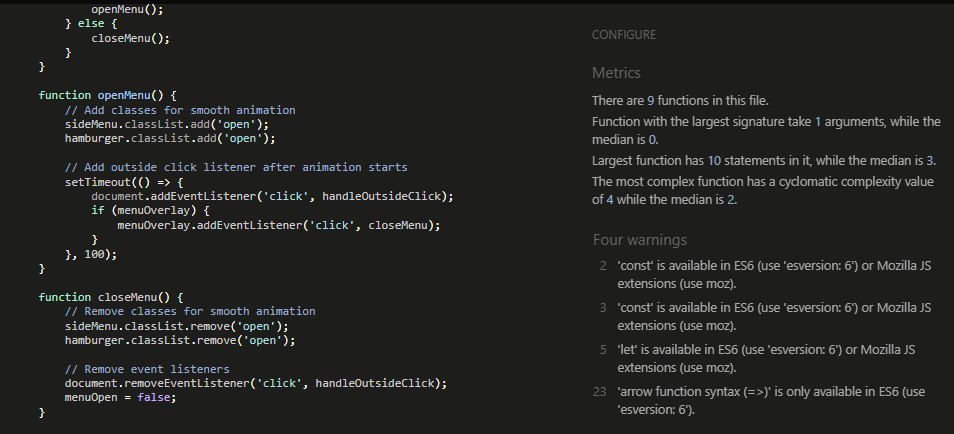 openMenu();
} else {
closeMenu();
}
}
function openMenu() {
// Add classes for smooth animation
sideMenu.classList.add('open');
hamburger.classList.add('open');
// Add outside click listener after animation starts
setTimeout(() => {
document.addEventListener('click', handleOutsideClick);
if (menuOverlay) {
menuOverlay.addEventListener('click', closeMenu);
}
}, 100);
}
function closeMenu() {
// Remove classes for smooth animation
sideMenu.classList.remove('open');
hamburger.classList.remove('open');
// Remove event listeners
document.removeEventListener('click', handleOutsideClick);
menuOpen = false;
}
CONFIGURE
Metrics
There are 9 functions in this file.
Function with the largest signature take 1 arguments, while the
median is 0.
Largest function has 10 statements in it, while the median is 3.
The most complex function has a cyclomatic complexity value
of 4 while the median is 2.
Four warnings
2 'const' is available in ES6 (use 'esversion: 6') or Mozilla JS
extensions (use moz).
3 'const' is available in ES6 (use 'esversion: 6') or Mozilla JS
extensions (use moz).
5 'let' is available in ES6 (use 'esversion: 6') or Mozilla JS
extensions (use moz).
23 'arrow function syntax (=>)' is only available in ES6 (use
'esversion: 6').